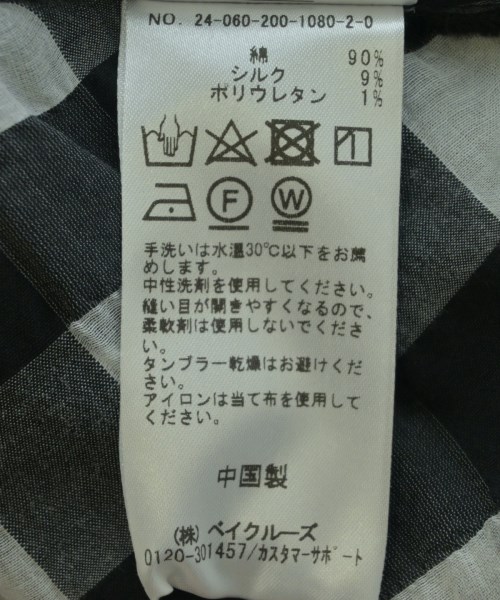 NO. 24-060-200-1080-2-0
綿 90%
シルク 9%
ポリウレタン 1%
F W
手洗いは水温30℃以下をお薦
めします。
中性洗剤を使用してください。
縫い目が開きやすくなるので、
柔軟剤は使用しないでくださ
い。
タンブラー乾燥はお避けくだ
さい。
アイロンは当て布を使用して
ください。
中国製
(株) ベイクルーズ
0120-301457/カスタマーサポート